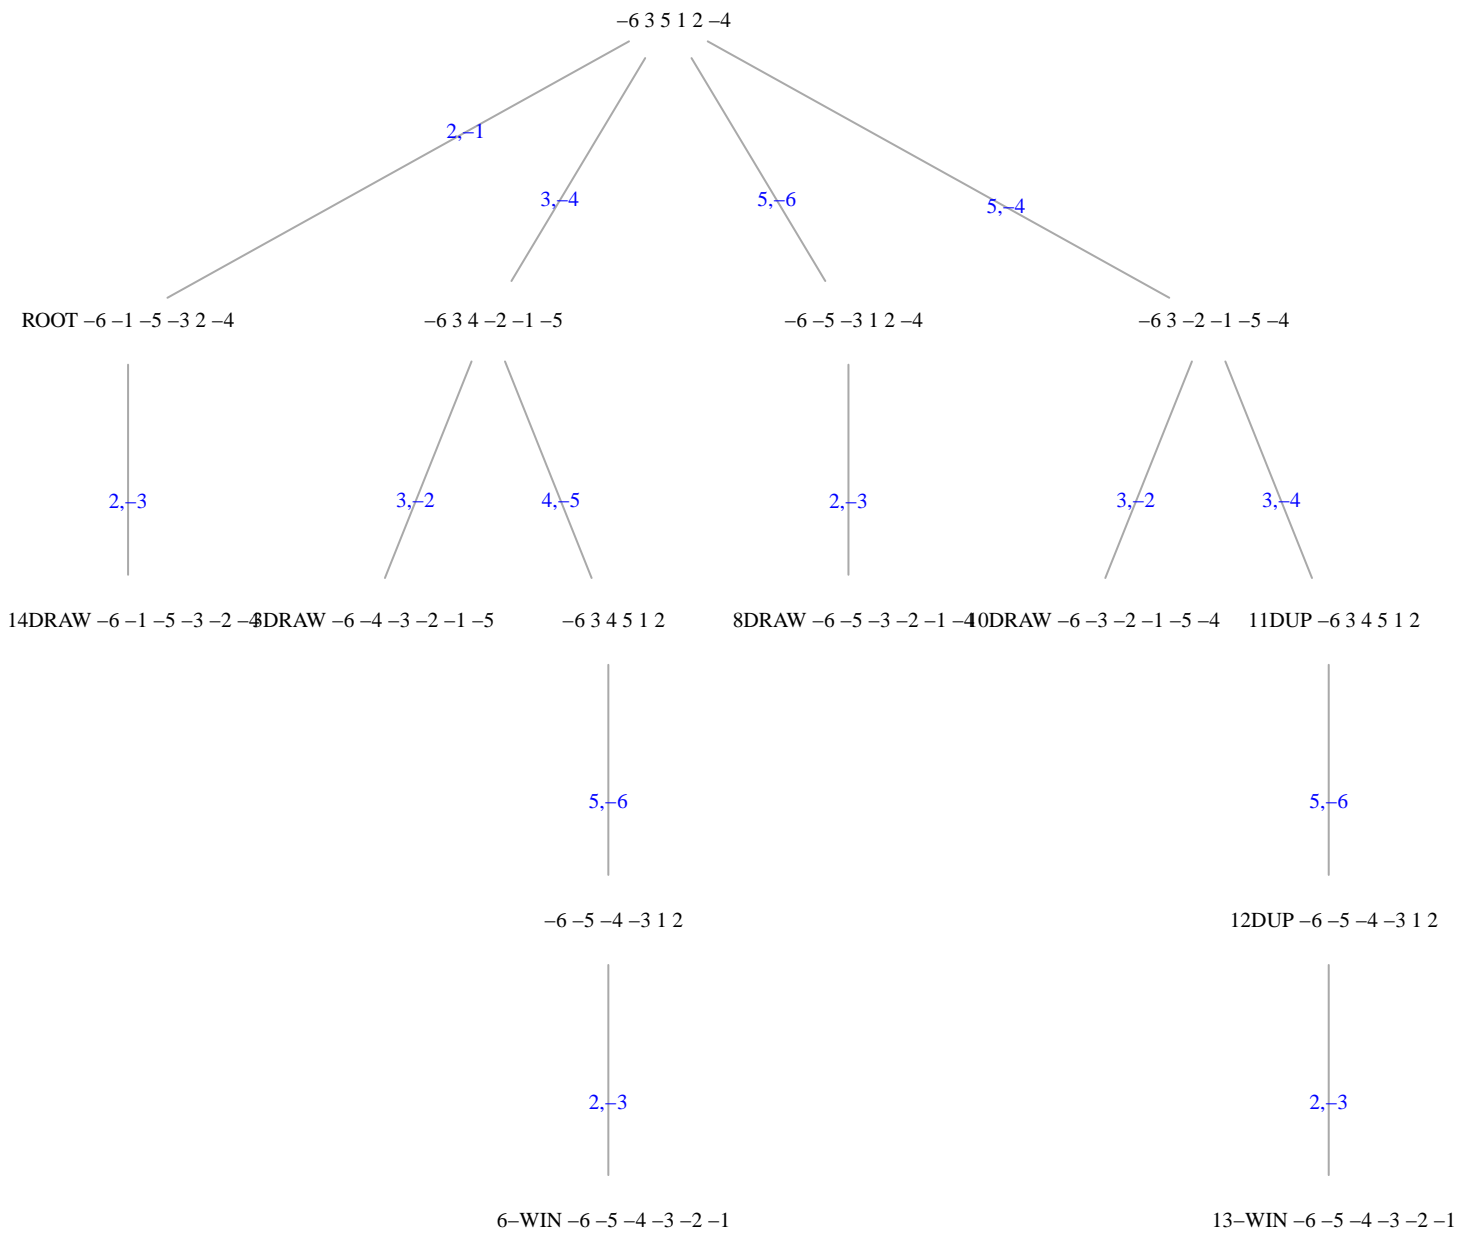 –6 3 5 1 2 –4
2,–1
3,–4
5,–6
5,–4
ROOT –6 –1 –5 –3 2 –4
–6 3 4 –2 –1 –5
–6 –5 –3 1 2 –4
–6 3 –2 –1 –5 –4
2,–3
3,–2
4,–5
2,–3
3,–2
3,–4
14DRAW –6 –1 –5 –3 –2 –4
3DRAW –6 –4 –3 –2 –1 –5
–6 3 4 5 1 2
8DRAW –6 –5 –3 –2 –1 –4
10DRAW –6 –3 –2 –1 –5 –4
11DUP –6 3 4 5 1 2
5,–6
5,–6
–6 –5 –4 –3 1 2
12DUP –6 –5 –4 –3 1 2
2,–3
2,–3
6–WIN –6 –5 –4 –3 –2 –1
13–WIN –6 –5 –4 –3 –2 –1